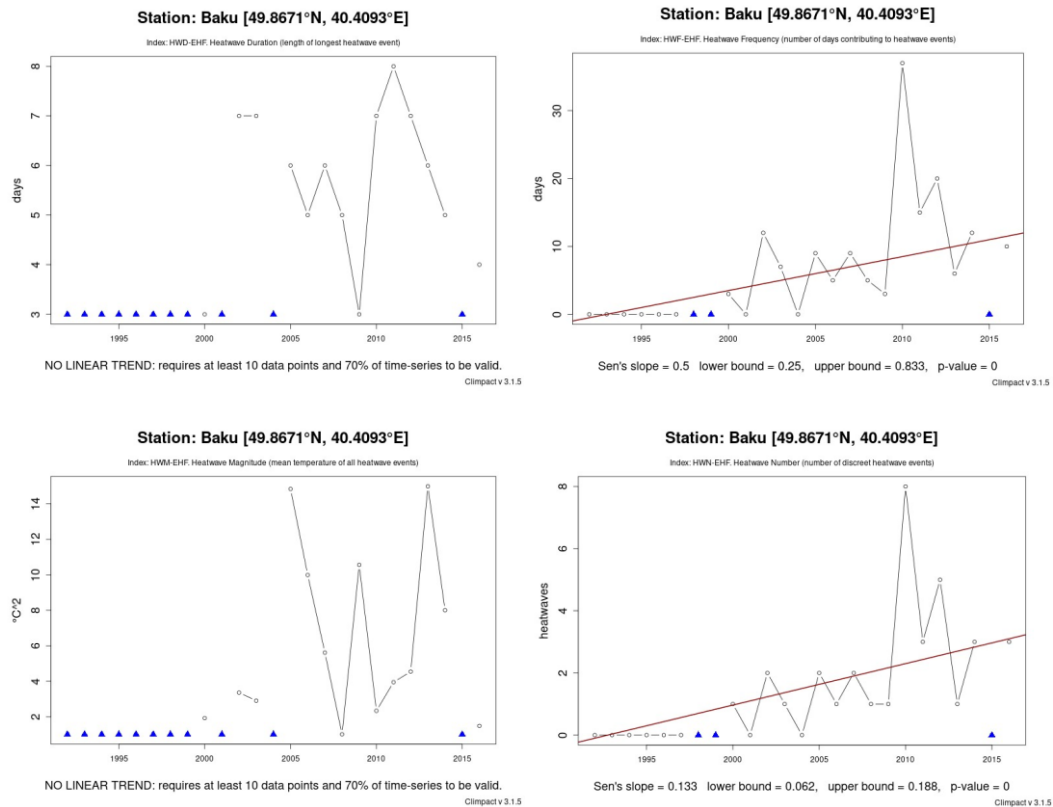 Station: Baku [49.8671°N, 40.4093°E]
Index: HWD-EHF. Heatwave Duration (length of longest heatwave event)
8
7
6
5
4
3
days
1995
2000
2005
2010
2015
NO LINEAR TREND: requires at least 10 data points and 70% of time-series to be valid.
Climpact v 3.1.5
Station: Baku [49.8671°N, 40.4093°E]
Index: HWF-EHF. Heatwave Frequency (number of days contributing to heatwave events)
30
20
10
0
days
1995
2000
2005
2010
2015
Sen's slope = 0.5 lower bound = 0.25, upper bound = 0.833, p-value = 0
Climpact v 3.1.5
Station: Baku [49.8671°N, 40.4093°E]
Index: HWM-EHF. Heatwave Magnitude (mean temperature of all heatwave events)
14
12
10
8
6
4
2
°C^2
1995
2000
2005
2010
2015
NO LINEAR TREND: requires at least 10 data points and 70% of time-series to be valid.
Climpact v 3.1.5
Station: Baku [49.8671°N, 40.4093°E]
Index: HWN-EHF. Heatwave Number (number of discreet heatwave events)
8
6
4
2
0
heatwaves
1995
2000
2005
2010
2015
Sen's slope = 0.133 lower bound = 0.062, upper bound = 0.188, p-value = 0
Climpact v 3.1.5